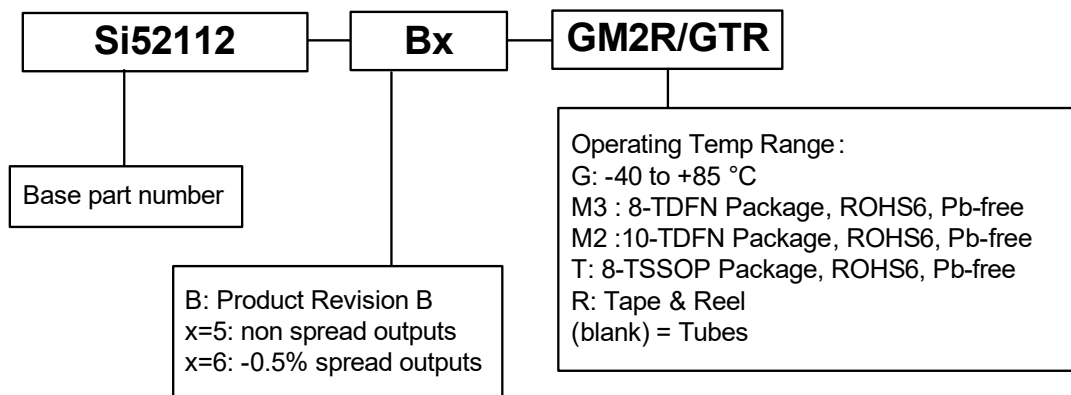 Si52112
Bx
GM2R/GTR
Base part number
B: Product Revision B
x=5: non spread outputs
x=6: -0.5% spread outputs
Operating Temp Range :
G: -40 to +85 °C
M3 : 8-TDFN Package, ROHS6, Pb-free
M2 :10-TDFN Package, ROHS6, Pb-free
T: 8-TSSOP Package, ROHS6, Pb-free
R: Tape & Reel
(blank) = Tubes